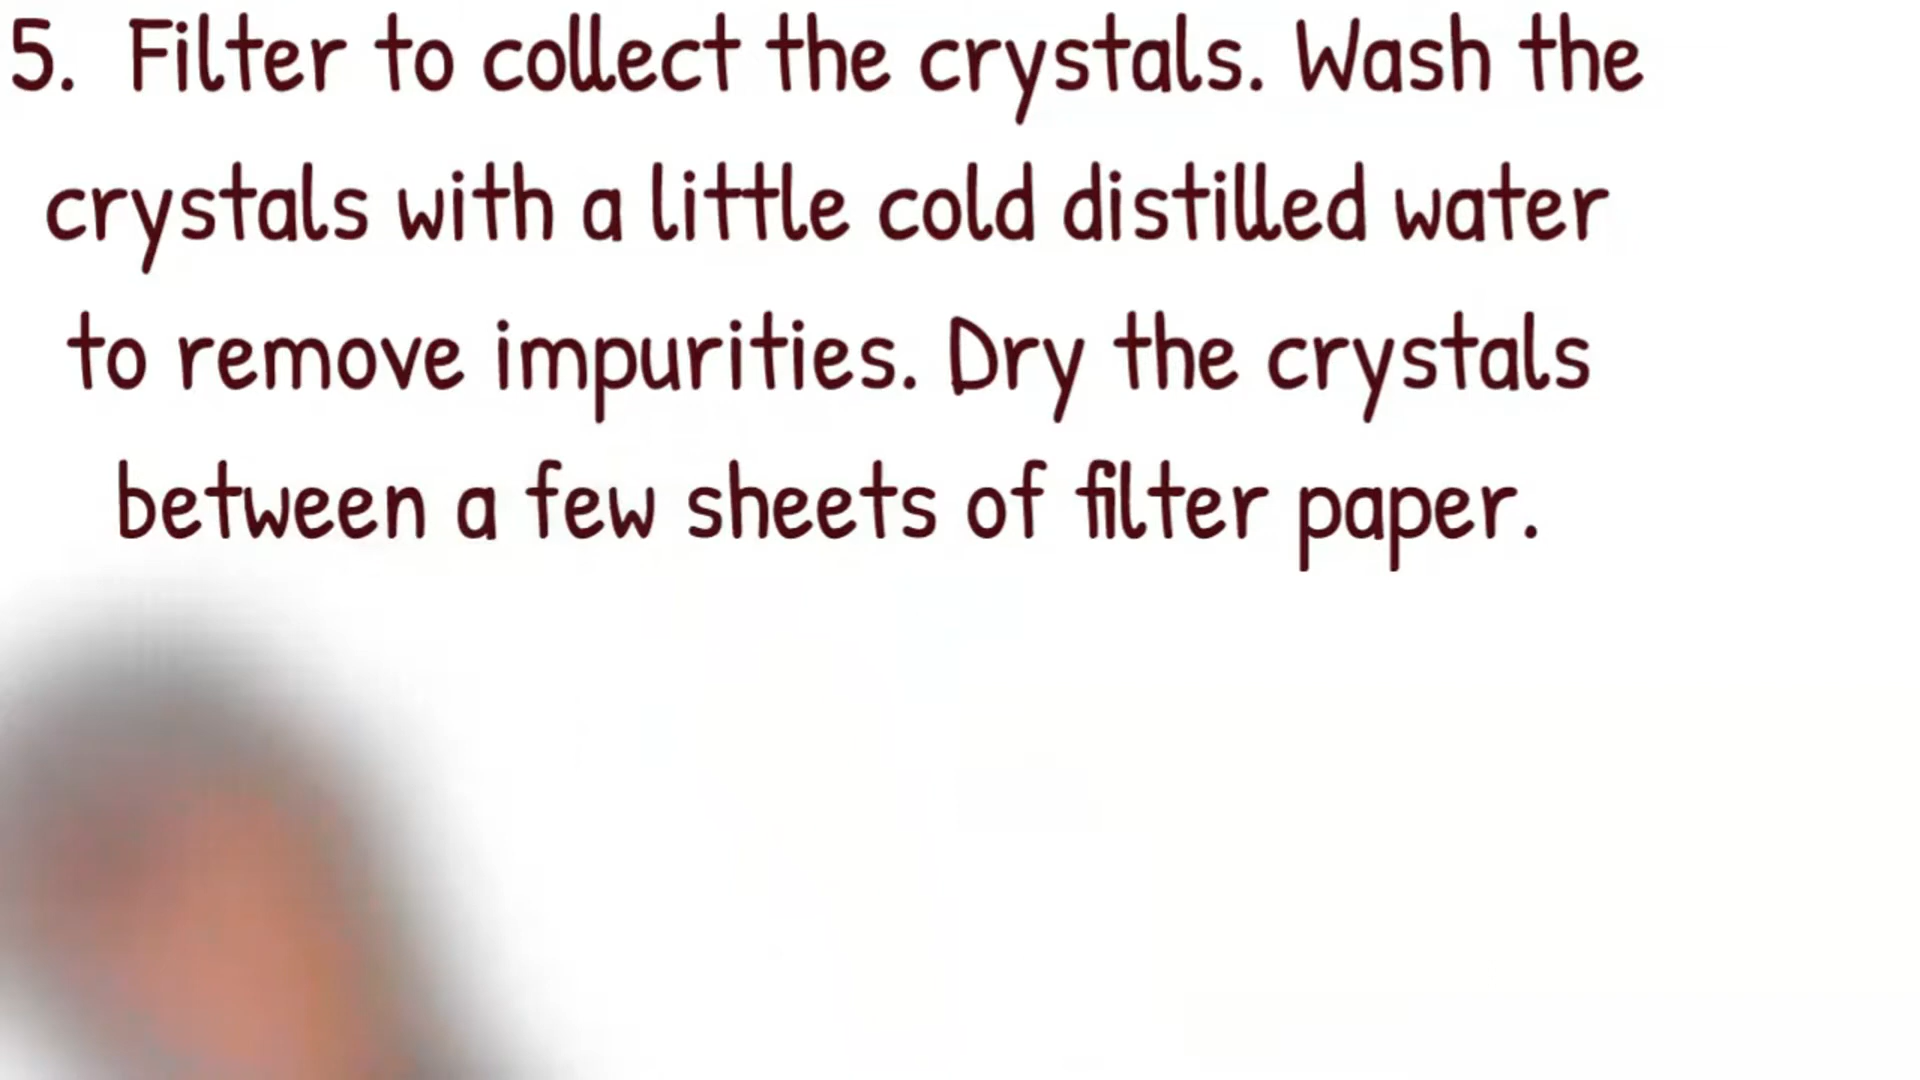 5. Filter to collect the crystals. Wash the
crystals with a little cold distilled water
to remove impurities. Dry the crystals
between a few sheets of filter paper.